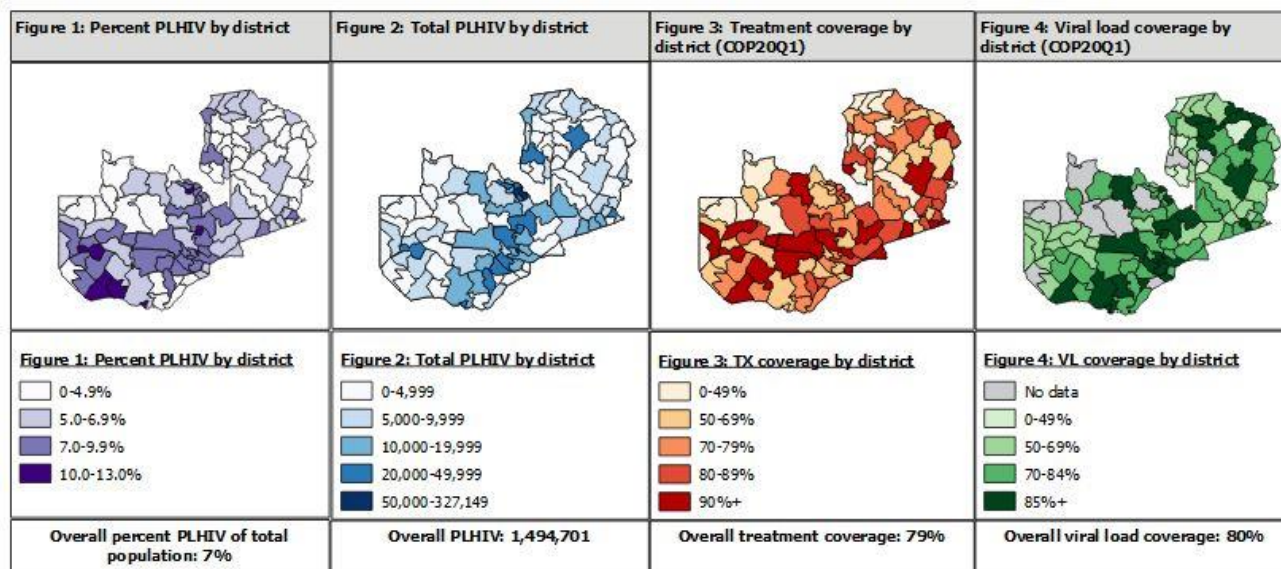 Figure 1: Percent PLHIV by district
Figure 2: Total PLHIV by district
Figure 3: Treatment coverage by
district (COP20Q1)
Figure 4: Viral load coverage by
district (COP20Q1)
Figure 1: Percent PLHIV by district
0-4.9%
5.0-6.9%
7.0-9.9%
10.0-13.0%
Figure 2: Total PLHIV by district
0-4,999
5,000-9,999
10,000-19,999
20,000-49,999
50,000-327,149
Figure 3: TX coverage by district
0-49%
50-69%
70-79%
80-89%
90%+
Figure 4: VL coverage by district
No data
0-49%
50-69%
70-84%
85%+
Overall percent PLHIV of total
population: 7%
Overall PLHIV: 1,494,701
Overall treatment coverage: 79%
Overall viral load coverage: 80%